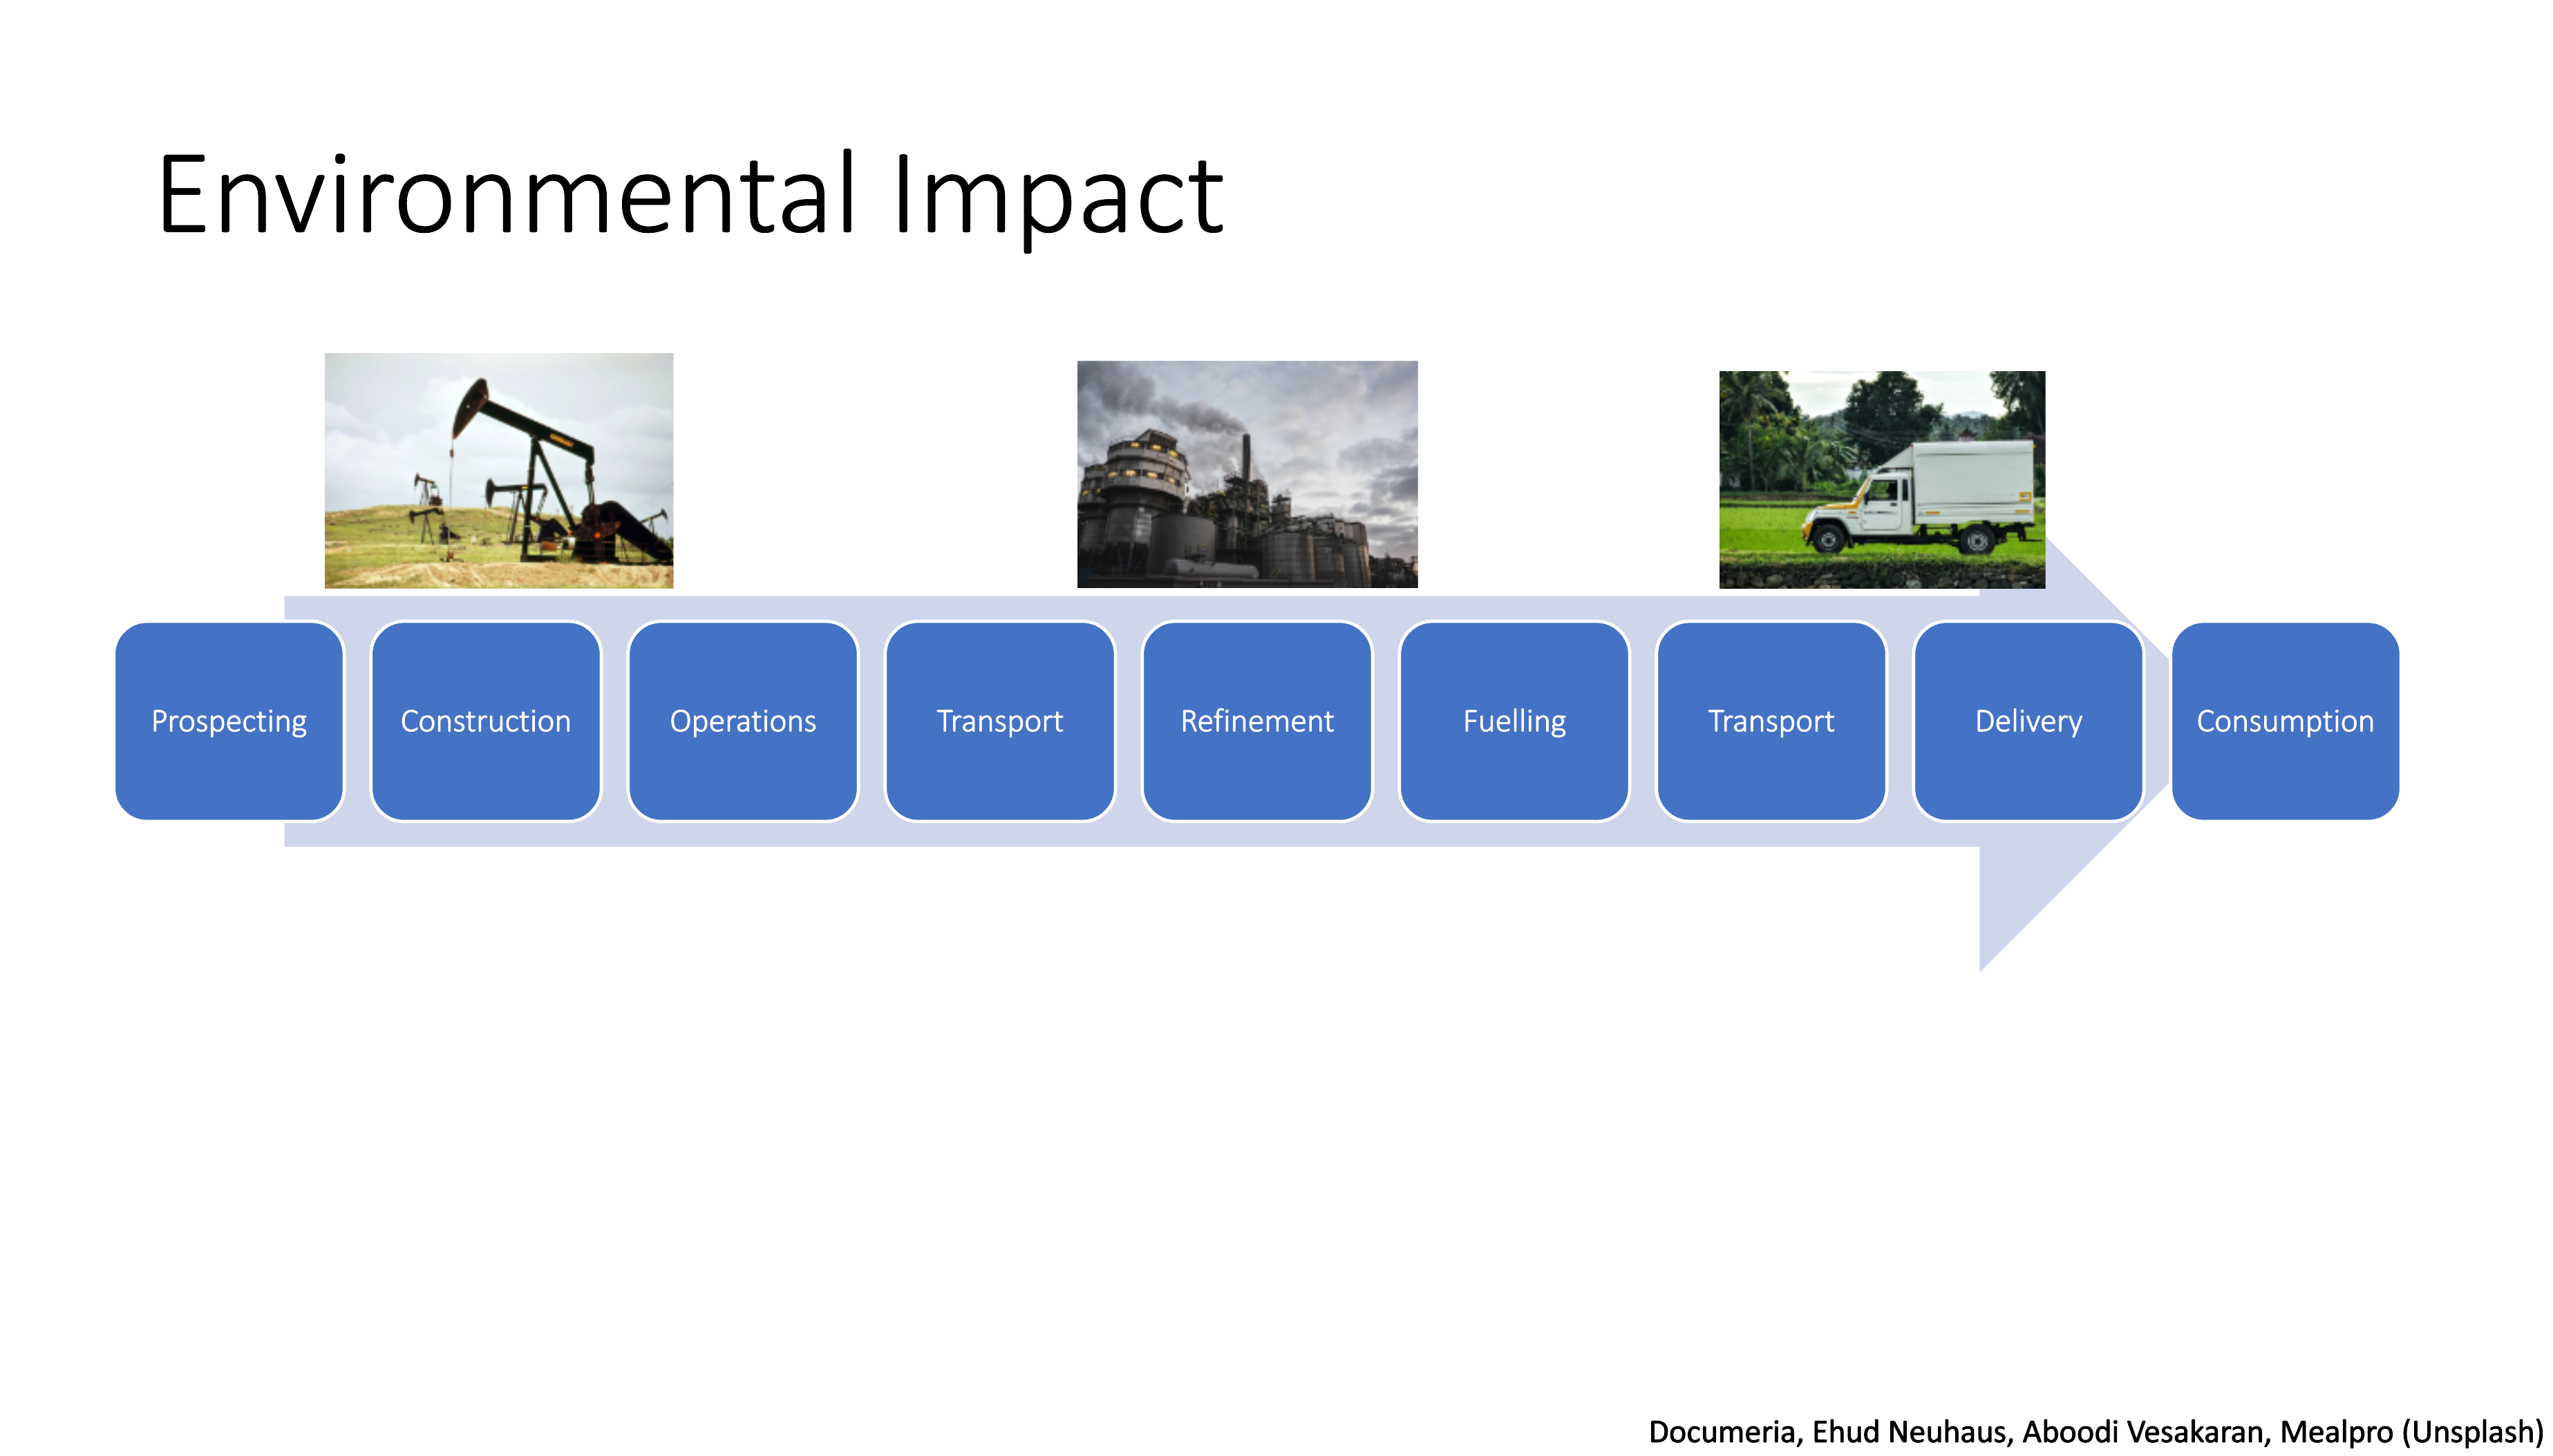 Environmental Impact
Prospecting
Construction
Operations
Transport
Refinement
Fuelling
Transport
Delivery
Consumption
Documeria, Ehud Neuhaus, Aboodi Vesakaran, Mealpro (Unsplash)